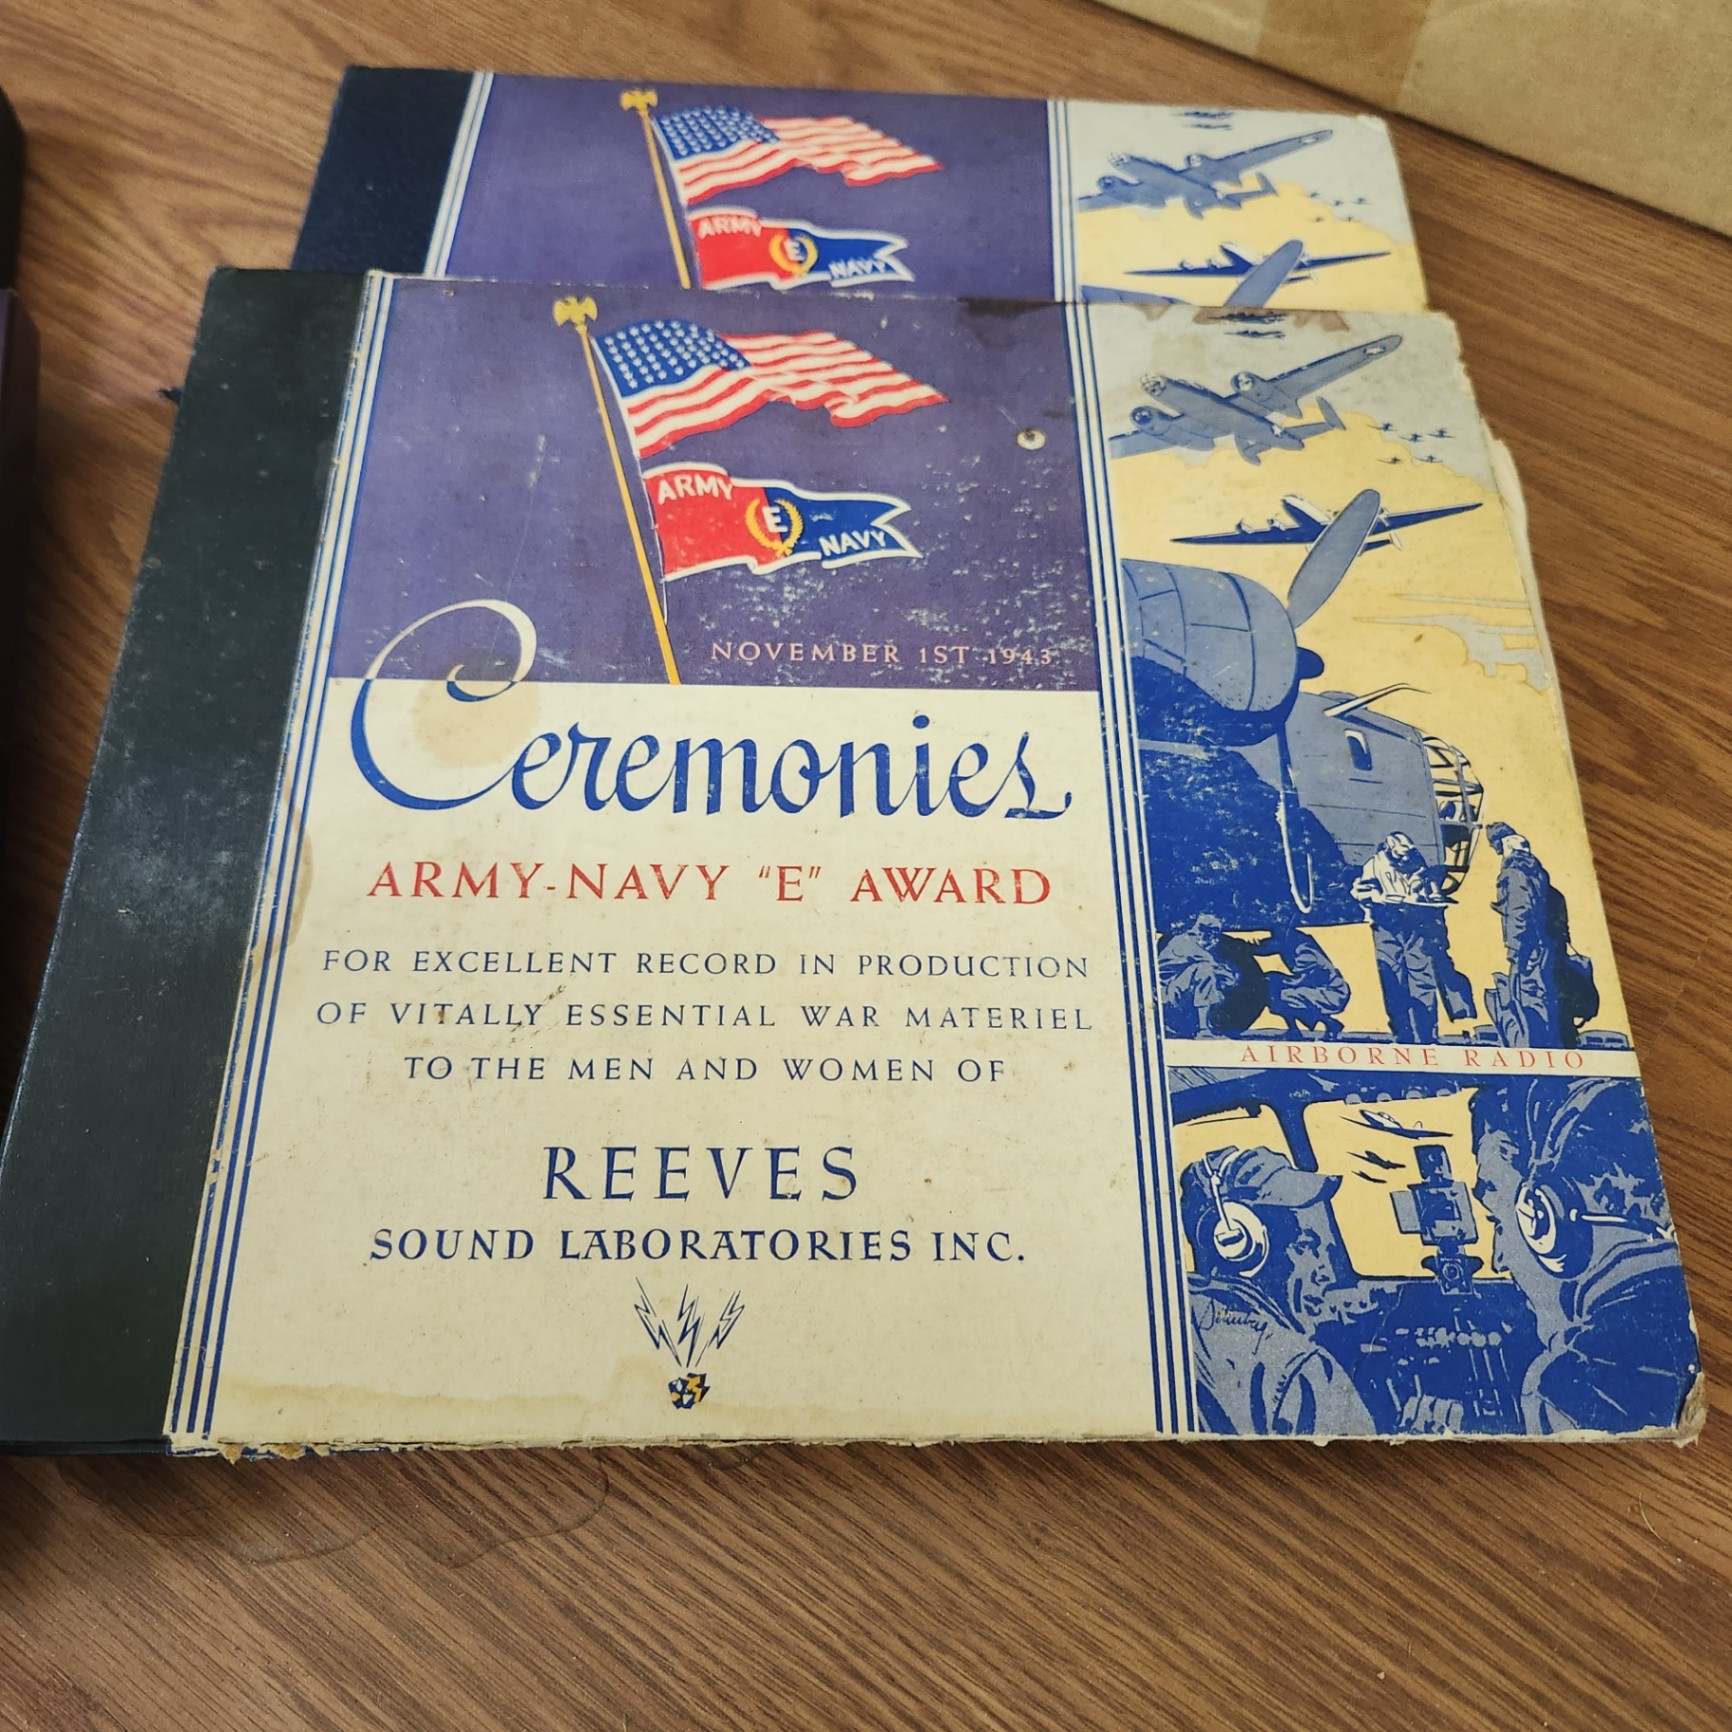 ARMY
E
NAVY
ARMY
E
NAVY
NOVEMBER 1ST 1943
Ceremonies
ARMY-NAVY "E" AWARD
FOR EXCELLENT RECORD IN PRODUCTION
OF VITALLY ESSENTIAL WAR MATERIEL
TO THE MEN AND WOMEN OF
REEVES
SOUND LABORATORIES INC.
AIRBORNE RADIO